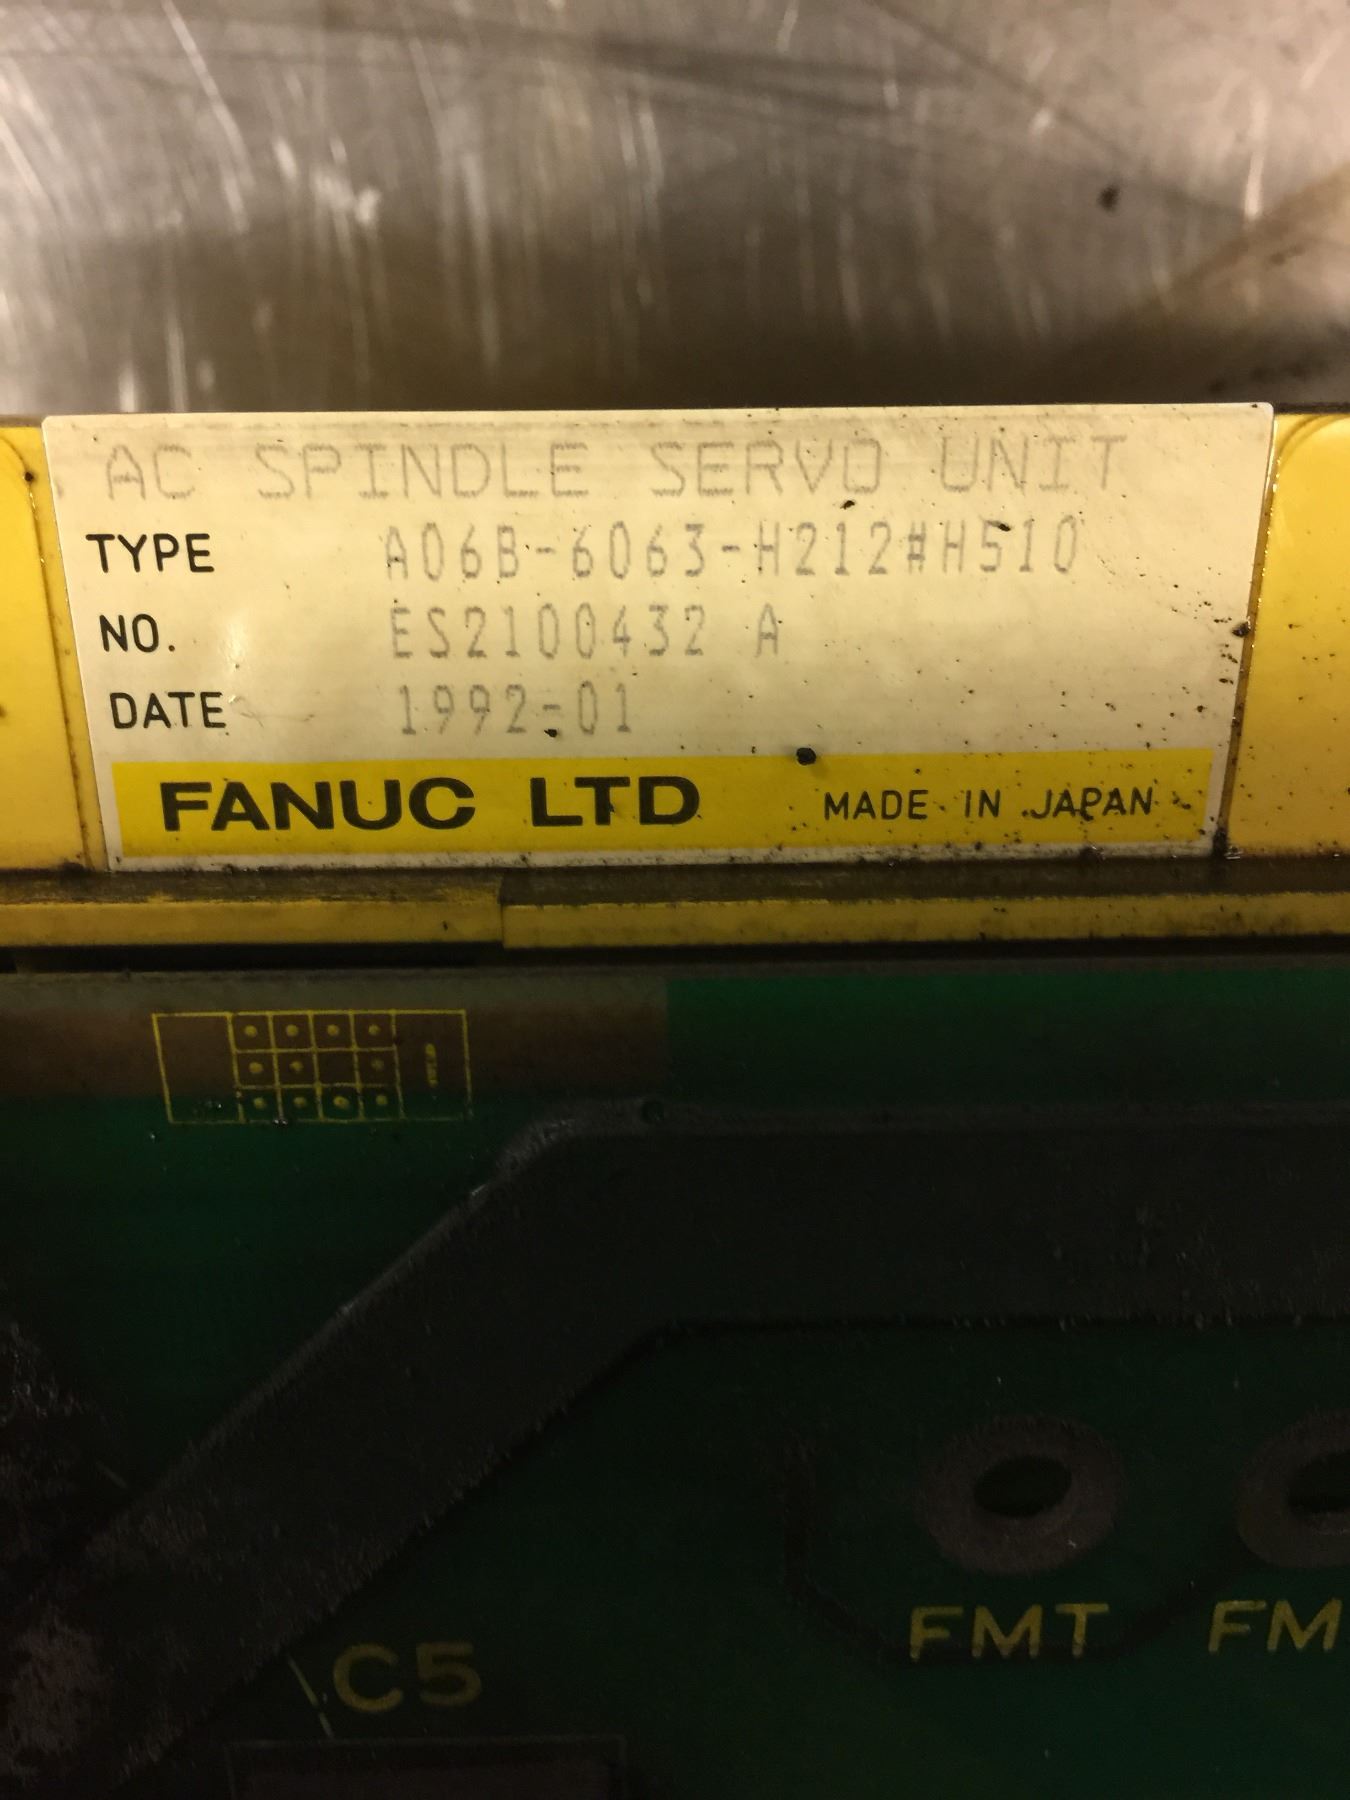 AC SPINDLE SERVO UNIT
TYPE A06B-6063-H212#H510
NO. ES2100432 A
DATE 1992-01
FANUC LTD MADE IN JAPAN
FMT FM
C5